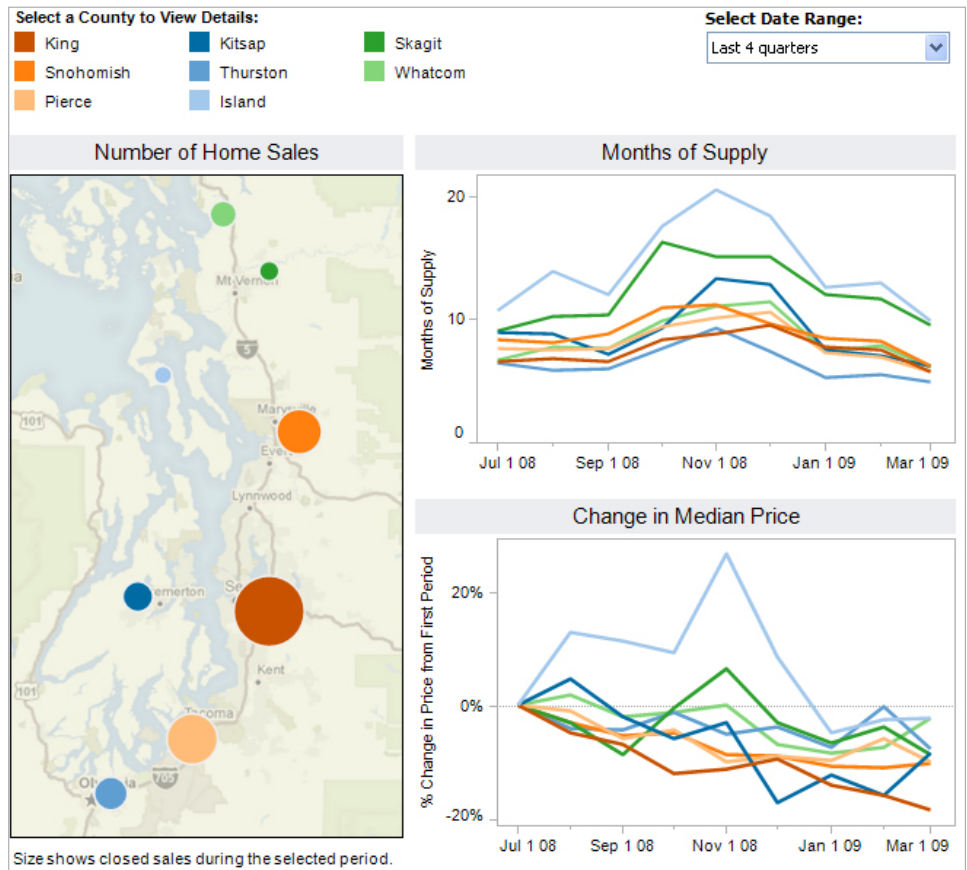 Select a County to View Details:
King
Kitsap
Skagit
Snohomish
Thurston
Whatcom
Pierce
Island
Select Date Range:
Last 4 quarters
Number of Home Sales
Mt Vernon
5
101
Lynnwood
Kent
101
Tacoma
705
Size shows closed sales during the selected period.
Months of Supply
Months of Supply
20
10
0
Jul 1 08 Sep 1 08 Nov 1 08 Jan 1 09 Mar 1 09
Change in Median Price
% Change in Price from First Period
20%
0%
-20%
Jul 1 08 Sep 1 08 Nov 1 08 Jan 1 09 Mar 1 09